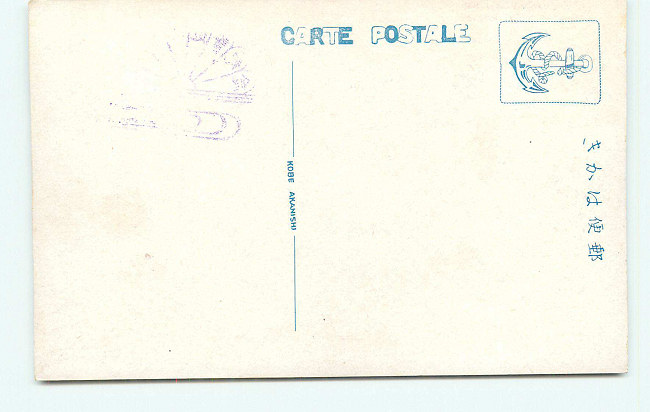 CARTE POSTALE
郵便はかき
KOBE AKANISHI